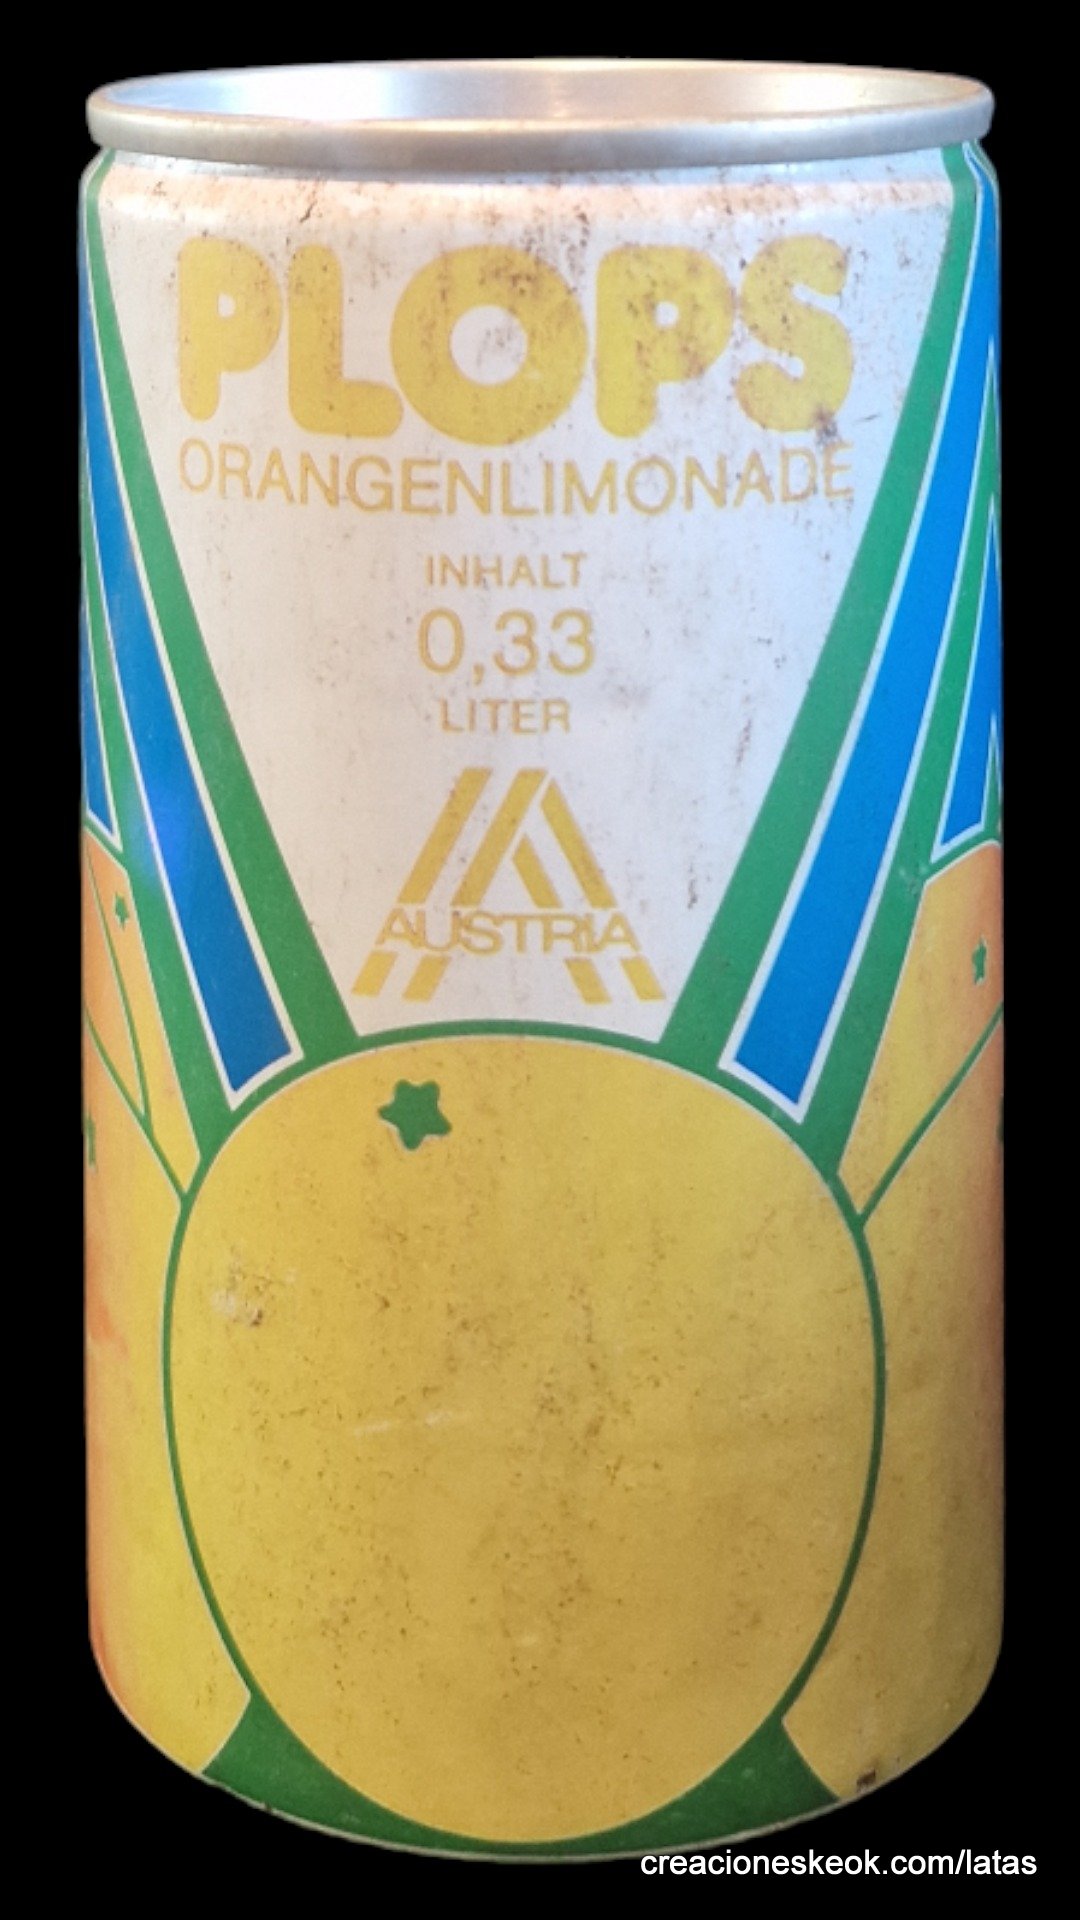 PLOPS
ORANGENLIMONADE
INHALT
0,33
LITER
AUSTRIA
creacioneskeok.com/latas